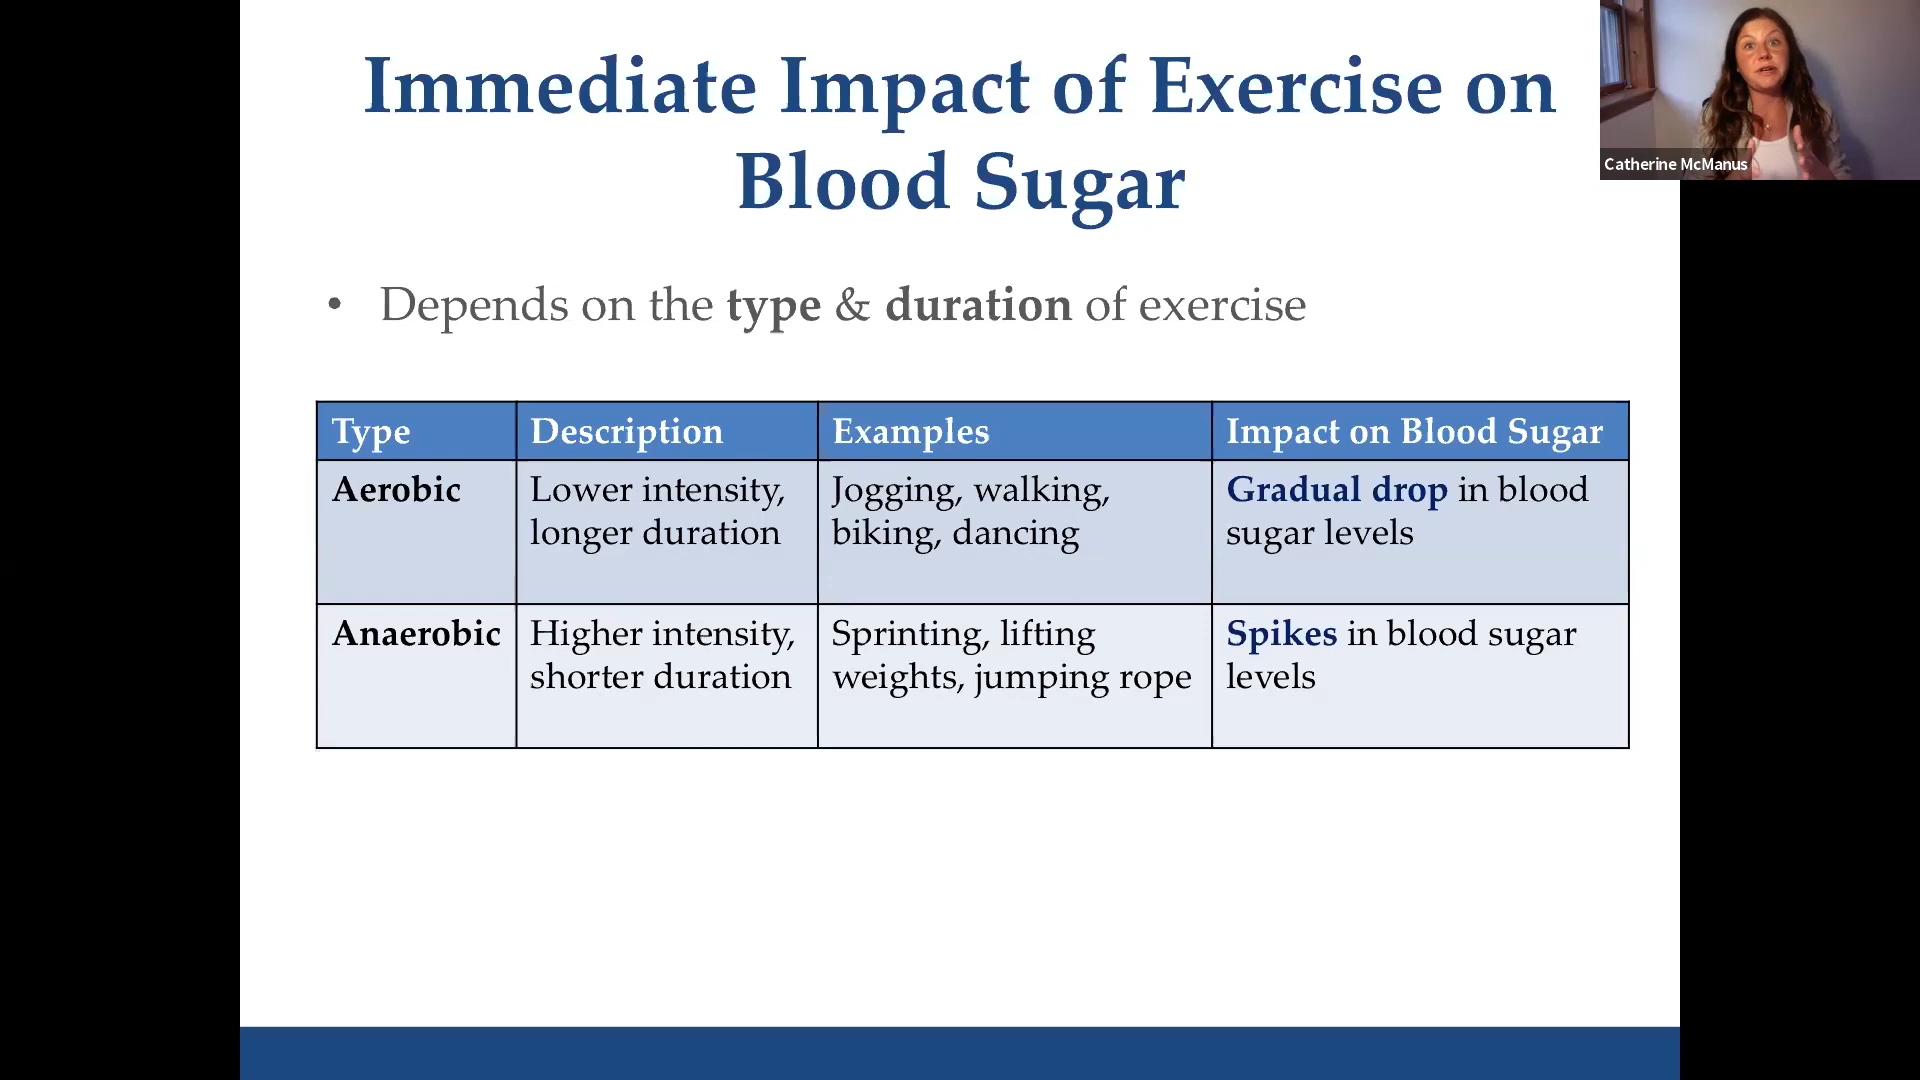 Immediate Impact of Exercise on
Blood Sugar
Catherine McManus
• Depends on the type & duration of exercise
Type Description Examples Impact on Blood Sugar
Aerobic Lower intensity, Jogging, walking, Gradual drop in blood
longer duration biking, dancing sugar levels
Anaerobic Higher intensity, Sprinting, lifting Spikes in blood sugar
shorter duration weights, jumping rope levels